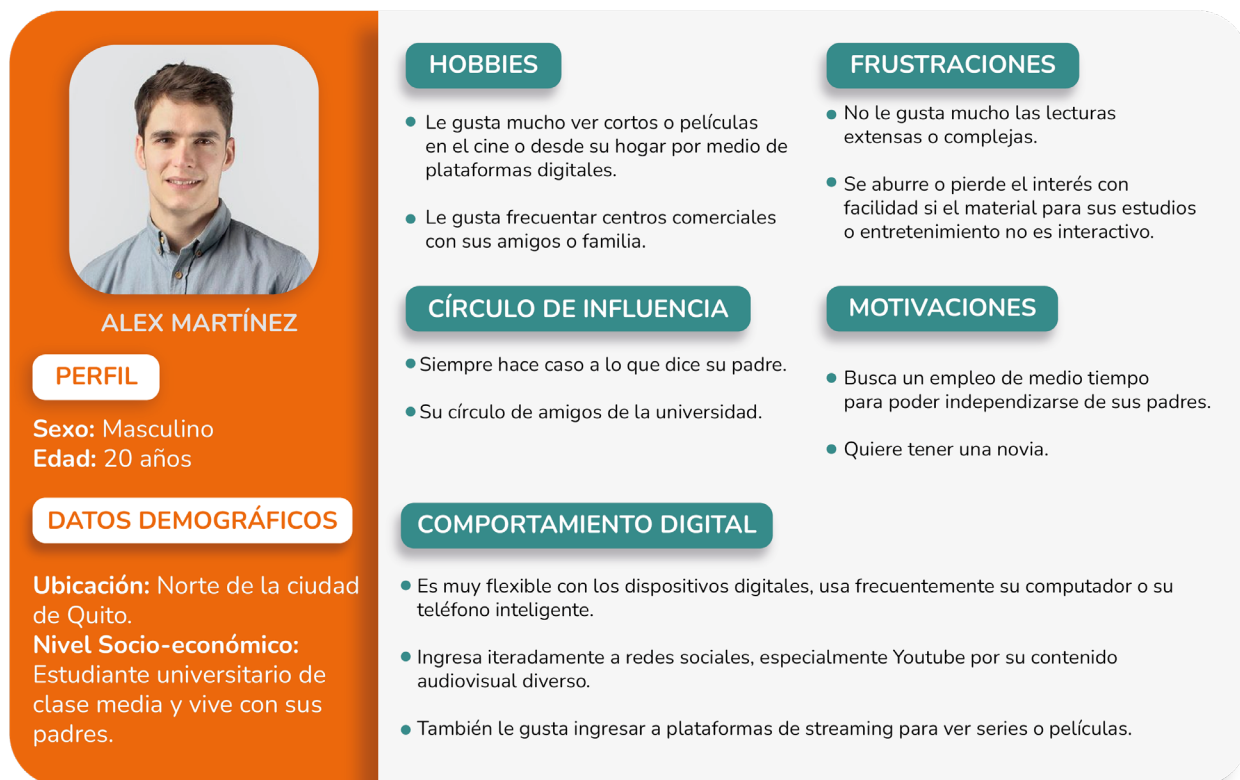 ALEX MARTÍNEZ
PERFIL
Sexo: Masculino
Edad: 20 años
DATOS DEMOGRÁFICOS
Ubicación: Norte de la ciudad
de Quito.
Nivel Socio-económico:
Estudiante universitario de
clase media y vive con sus
padres.
HOBBIES
Le gusta mucho ver cortos o películas
en el cine o desde su hogar por medio de
plataformas digitales.
Le gusta frecuentar centros comerciales
con sus amigos o familia.
FRUSTRACIONES
No le gusta mucho las lecturas
extensas o complejas.
Se aburre o pierde el interés con
facilidad si el material para sus estudios
o entretenimiento no es interactivo.
CÍRCULO DE INFLUENCIA
Siempre hace caso a lo que dice su padre.
Su círculo de amigos de la universidad.
MOTIVACIONES
Busca un empleo de medio tiempo
para poder independizarse de sus padres.
Quiere tener una novia.
COMPORTAMIENTO DIGITAL
Es muy flexible con los dispositivos digitales, usa frecuentemente su computador o su
teléfono inteligente.
Ingresa iteradamente a redes sociales, especialmente Youtube por su contenido
audiovisual diverso.
También le gusta ingresar a plataformas de streaming para ver series o películas.